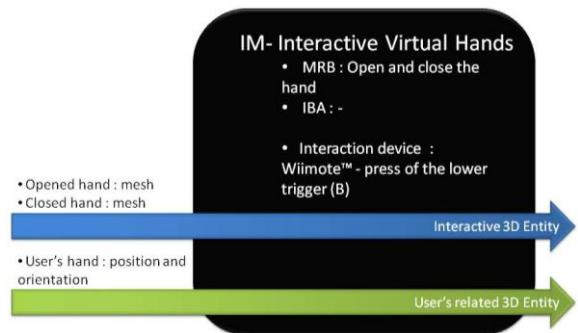 IM- Interactive Virtual Hands
• MRB : Open and close the
hand
• IBA : -
• Interaction device :
Wiimote™ - press of the lower
trigger (B)
• Opened hand : mesh
• Closed hand : mesh
Interactive 3D Entity
• User's hand : position and
orientation
User's related 3D Entity